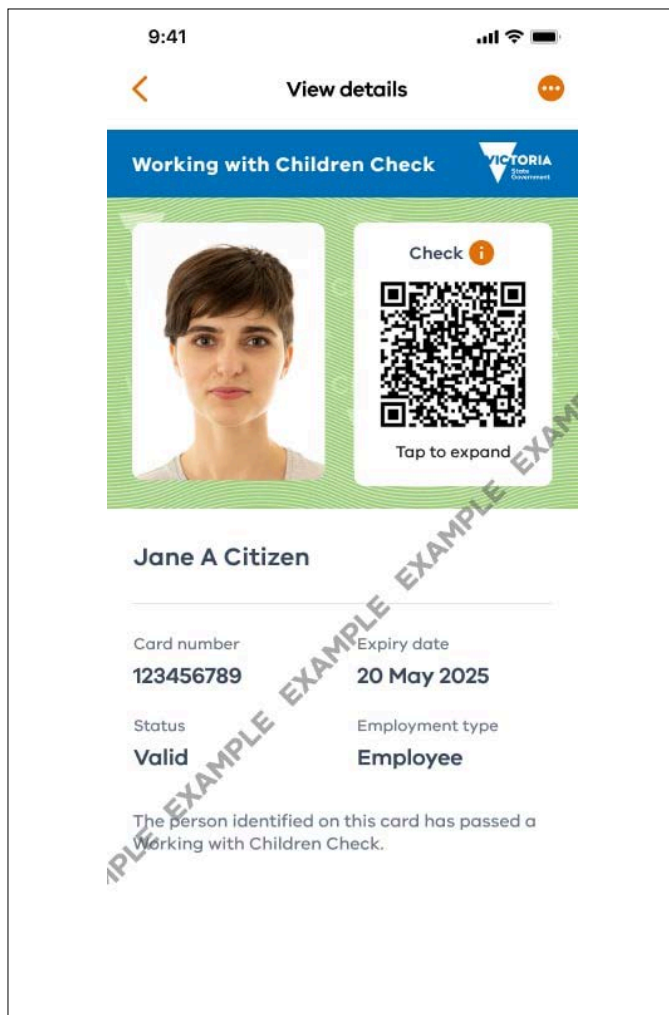 9:41
View details
Working with Children Check
VICTORIA
State
Government
Check i
Tap to expand
Jane A Citizen
Card number
123456789
Expiry date
20 May 2025
Status
Valid
Employment type
Employee
The person identified on this card has passed a
Working with Children Check.
MPLE EXAMPLE EXAMPLE EXAMPLE EXAMP